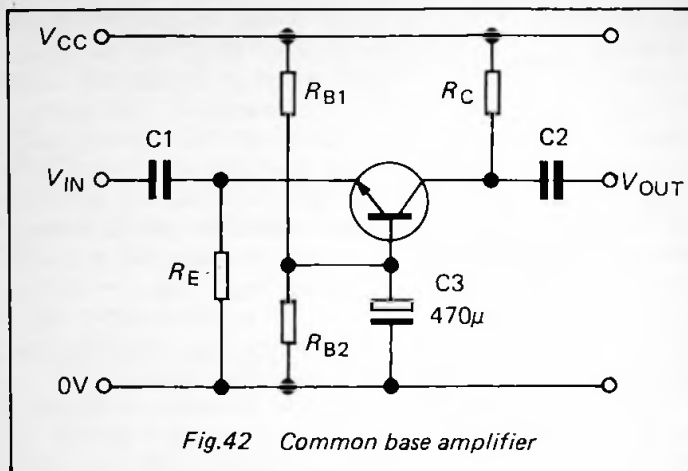 V_CC
R_B1
R_C
C1
C2
V_IN
V_OUT
R_E
C3
470μ
R_B2
0V
Fig.42 Common base amplifier